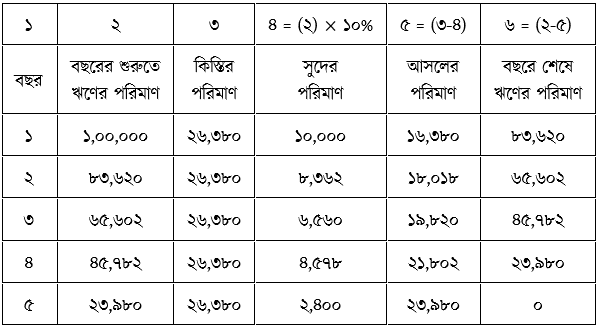 ১ ২ ৩ ৪ = (২) × ১০% ৫ = (৩-৪) ৬ = (২-৫)
বছর বছরের শুরুতে ঋণের পরিমাণ কিস্তির পরিমাণ সুদের পরিমাণ আসলের পরিমাণ বছরে শেষে ঋণের পরিমাণ
১ ১,০০,০০০ ২৬,৩৮০ ১০,০০০ ১৬,৩৮০ ৮৩,৬২০
২ ৮৩,৬২০ ২৬,৩৮০ ৮,৩৬২ ১৮,০১৮ ৬৫,৬০২
৩ ৬৫,৬০২ ২৬,৩৮০ ৬,৫৬০ ১৯,৮২০ ৪৫,৭৮২
৪ ৪৫,৭৮২ ২৬,৩৮০ ৪,৫৭৮ ২১,৮০২ ২৩,৯৮০
৫ ২৩,৯৮০ ২৬,৩৮০ ২,৪০০ ২৩,৯৮০ ০